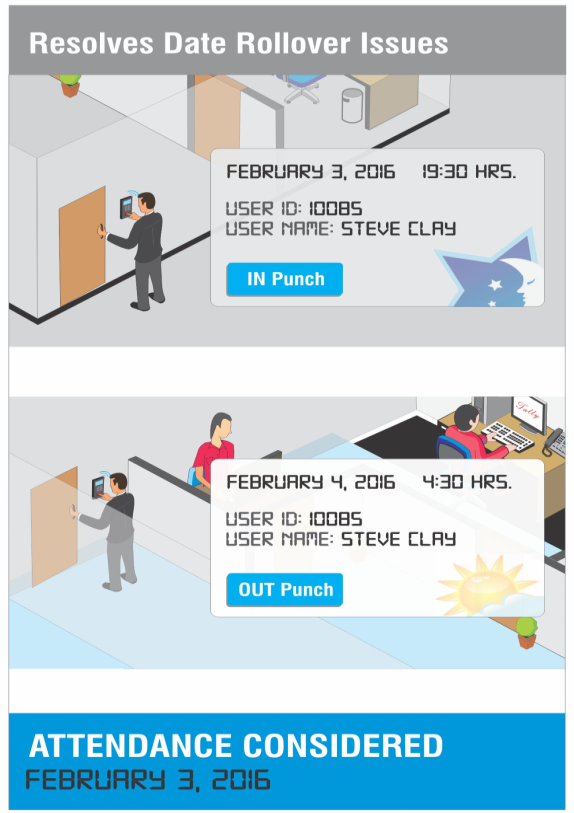 Resolves Date Rollover Issues
FEBRUARY 3, 2016 19:30 HRS.
USER ID: 10085
USER NAME: STEVE CLAY
IN Punch
Tally
FEBRUARY 4, 2016 4:30 HRS.
USER ID: 10085
USER NAME: STEVE CLAY
OUT Punch
ATTENDANCE CONSIDERED
FEBRUARY 3, 2016